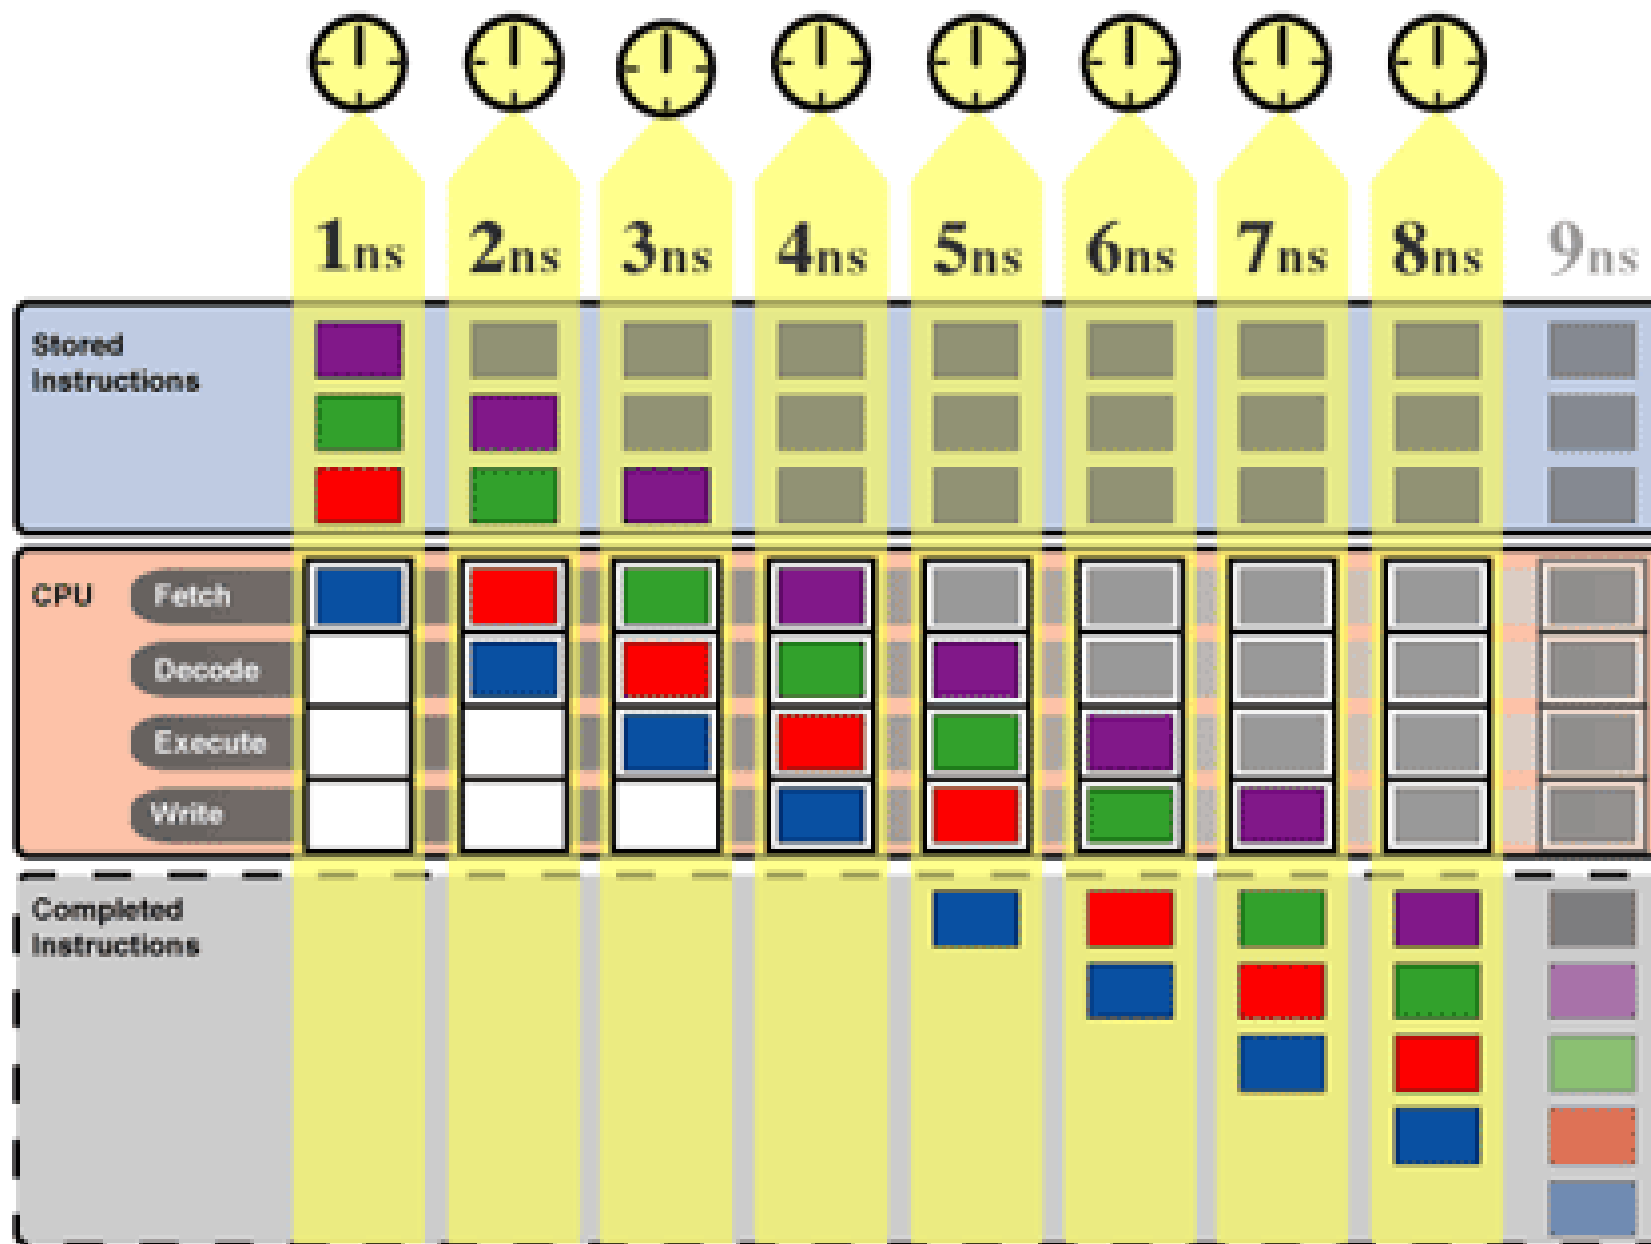 1ns 2ns 3ns 4ns 5ns 6ns 7ns 8ns 9ns
Stored
Instructions
CPU
Fetch
Decode
Execute
Write
Completed
Instructions